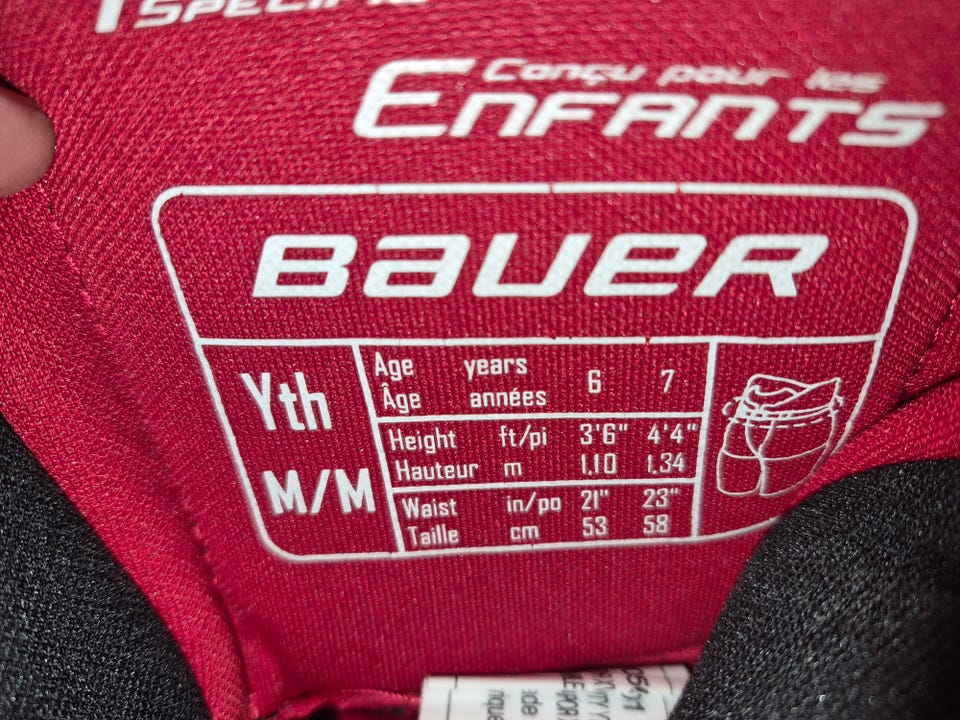 SPECIFIC
Conçu pour les
ENFANTS
BAUER
Yth
M/M
Age years 6 7
Âge années
Height ft/pi 3'6" 4'4"
Hauteur m 1.10 1.34
Waist in/po 21" 23"
Taille cm 53 58